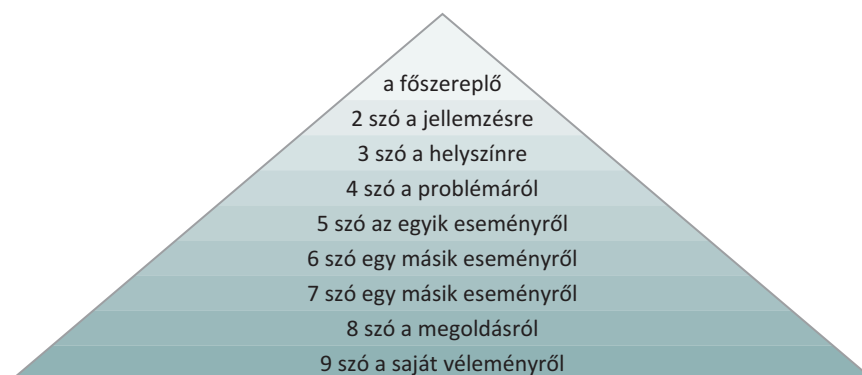 a főszereplő
2 szó a jellemzésre
3 szó a helyszínre
4 szó a problémáról
5 szó az egyik eseményről
6 szó egy másik eseményről
7 szó egy másik eseményről
8 szó a megoldásról
9 szó a saját véleményről